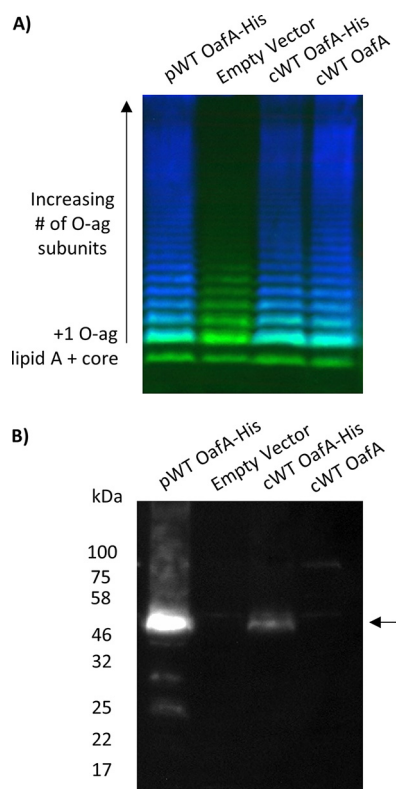 A)
pWT OafA-His
Empty Vector
cWT OafA-His
cWT OafA
Increasing
# of O-ag
subunits
+1 O-ag
lipid A + core
B)
pWT OafA-His
Empty Vector
cWT OafA-His
cWT OafA
kDa
100
75
58
46
32
25
22
17